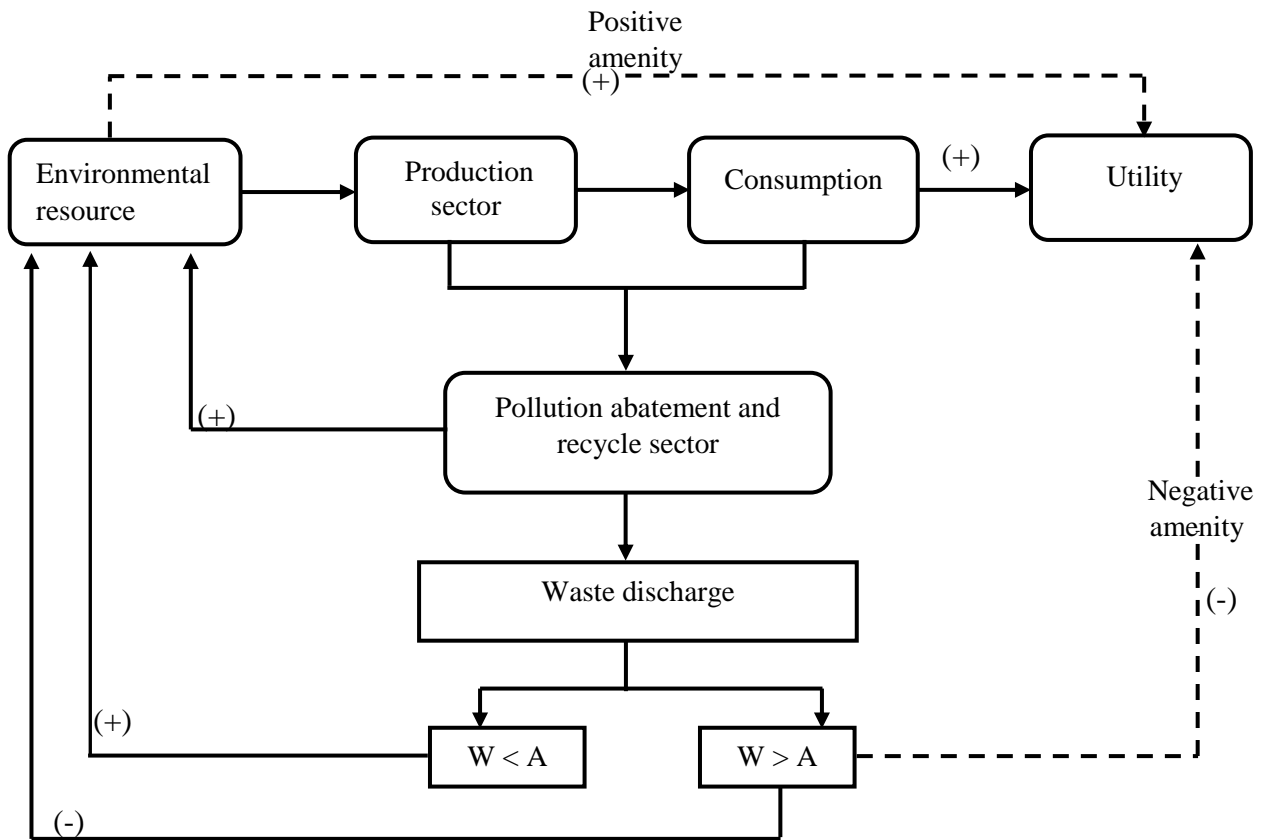 Positive
amenity
(+)
Environmental
resource
Production
sector
Consumption
(+)
Utility
(+)
Pollution abatement and
recycle sector
Negative
amenity
(-)
Waste discharge
(+)
W < A
W > A
(-)